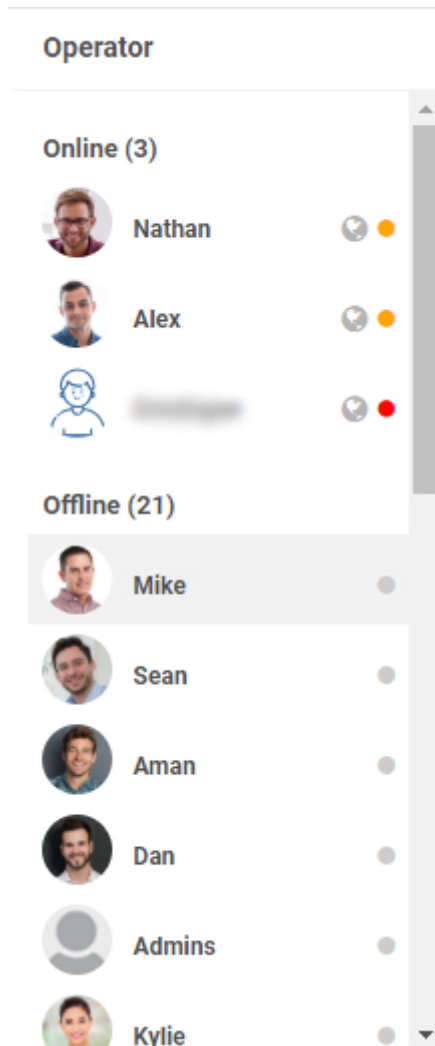 Operator
Online (3)
Nathan
Alex
Offline (21)
Mike
Sean
Aman
Dan
Admins
Kylie